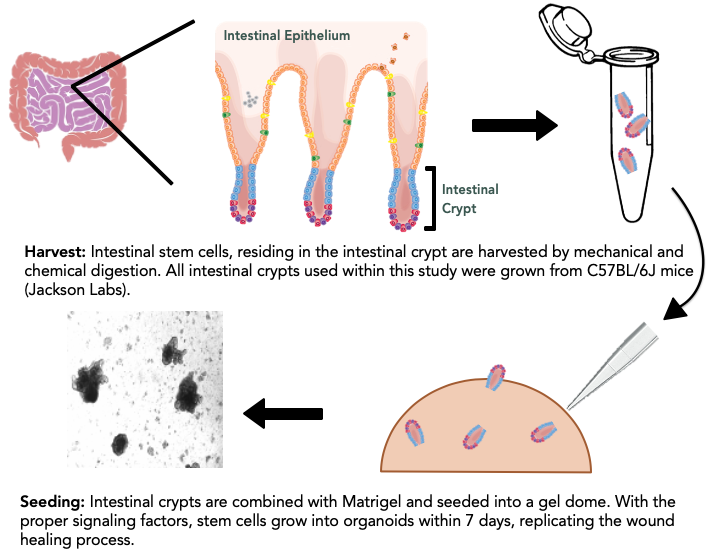 Intestinal Epithelium
Intestinal
Crypt
Harvest: Intestinal stem cells, residing in the intestinal crypt are harvested by mechanical and
chemical digestion. All intestinal crypts used within this study were grown from C57BL/6J mice
(Jackson Labs).
Seeding: Intestinal crypts are combined with Matrigel and seeded into a gel dome. With the
proper signaling factors, stem cells grow into organoids within 7 days, replicating the wound
healing process.